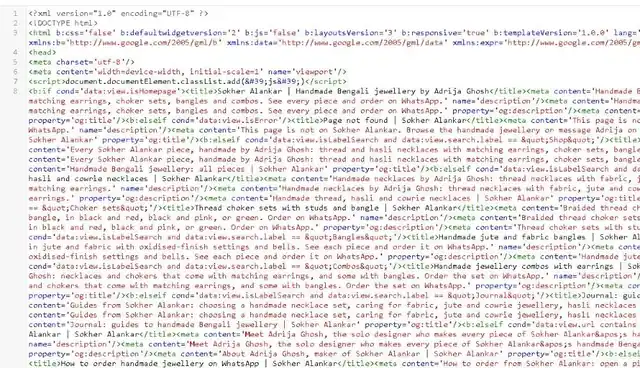 1 <?xml version="1.0" encoding="UTF-8" ?>
2 <!DOCTYPE html>
3 <html b:css='false' b:defaultwidgetversion='2' b:js='false' b:layoutsVersion='3' b:responsive='true' b:templateVersion='1.0.0' lang='
xmlns:b='http://www.google.com/2005/gml/b' xmlns:data='http://www.google.com/2005/gml/data' xmlns:expr='http://www.google.com/2005/gml/
4 <head>
5 <meta charset='utf-8'/>
6 <meta content='width=device-width, initial-scale=1' name='viewport'/>
7 <script>document.documentElement.classList.add(&#39;js&#39;)</script>
8 <b:if cond='data:view.isHomepage'><title>Sokher Alankar | Handmade Bengali jewellery by Adrija Ghosh</title><meta content='Handmade B
matching earrings, choker sets, bangles and combos. See every piece and order on WhatsApp.' name='description'/><meta content='Handmade
matching earrings, choker sets, bangles and combos. See every piece and order on WhatsApp.'
property='og:title'/><b:elseif cond='data:view.isError'/><title>Page not found | Sokher Alankar</title><meta content='This page is no
WhatsApp.' name='description'/><meta content='This page is not on Sokher Alankar. Browse the handmade jewellery or message Adrija on
Sokher Alankar' property='og:title'/><b:elseif cond='data:view.isLabelSearch and data:view.search.label == &quot;Shop&quot;'/><title>
content='Every Sokher Alankar piece, handmade by Adrija Ghosh: thread and hasli necklaces with matching earrings, choker sets, bangles
content='Every Sokher Alankar piece, handmade by Adrija Ghosh: thread and hasli necklaces with matching earrings, choker sets, bangles
content='Handmade Bengali jewellery: all pieces | Sokher Alankar' property='og:title'/><b:elseif cond='data:view.isLabelSearch and
hasli and cowrie necklaces | Sokher Alankar</title><meta content='Handmade necklaces by Adrija Ghosh: thread necklaces with fabric, j
matching earrings.' name='description'/><meta content='Handmade necklaces by Adrija Ghosh: thread necklaces with fabric, jute and cow
earrings.' property='og:description'/><meta content='Handmade thread, hasli and cowrie necklaces | Sokher Alankar' property='og:title
== &quot;Choker sets&quot;'/><title>Thread choker sets with studs and bangle | Sokher Alankar</title><meta content='Braided thread ch
bangle, in black and red, black and pink, or green. Order on WhatsApp.' name='description'/><meta content='Braided thread choker sets
in black and red, black and pink, or green. Order on WhatsApp.' property='og:description'/><meta content='Thread choker sets with stu
cond='data:view.isLabelSearch and data:view.search.label == &quot;Bangles&quot;'/><title>Handmade jute and fabric bangles | Sokher Al
in jute and fabric with oxidised-finish settings and bells. See each piece and order it on WhatsApp.' name='description'/><meta conte
oxidised-finish settings and bells. See each piece and order it on WhatsApp.' property='og:description'/><meta content='Handmade jute
cond='data:view.isLabelSearch and data:view.search.label == &quot;Combos&quot;'/><title>Handmade jewellery combos with earrings | Sok
Ghosh: necklaces and chokers that come with matching earrings, and some with bangles. Order the set on WhatsApp.' name='description'/>
and chokers that come with matching earrings, and some with bangles. Order the set on WhatsApp.' property='og:description'/><meta
property='og:title'/><b:elseif cond='data:view.isLabelSearch and data:view.search.label == &quot;Journal&quot;'/><title>Journal: guid
content='Guides from Sokher Alankar: choosing a handmade necklace set, caring for fabric, jute and cowrie jewellery, hasli necklaces
content='Guides from Sokher Alankar: choosing a handmade necklace set, caring for fabric, jute and cowrie jewellery, hasli necklaces
content='Journal: guides to handmade Bengali jewellery | Sokher Alankar' property='og:title'/><b:elseif cond='data:view.url contains
Alankar | Sokher Alankar</title><meta content='Meet Adrija Ghosh, the solo designer who makes every piece of Sokher Alankar&apos;s ha
name='description'/><meta content='Meet Adrija Ghosh, the solo designer who makes every piece of Sokher Alankar&apos;s handmade
property='og:description'/><meta content='About Adrija Ghosh, maker of Sokher Alankar | Sokher Alankar' property='og:title'/><b:elseif
<title>How to order handmade jewellery on WhatsApp | Sokher Alankar</title><meta content='How to order from Sokher Alankar: open a pi